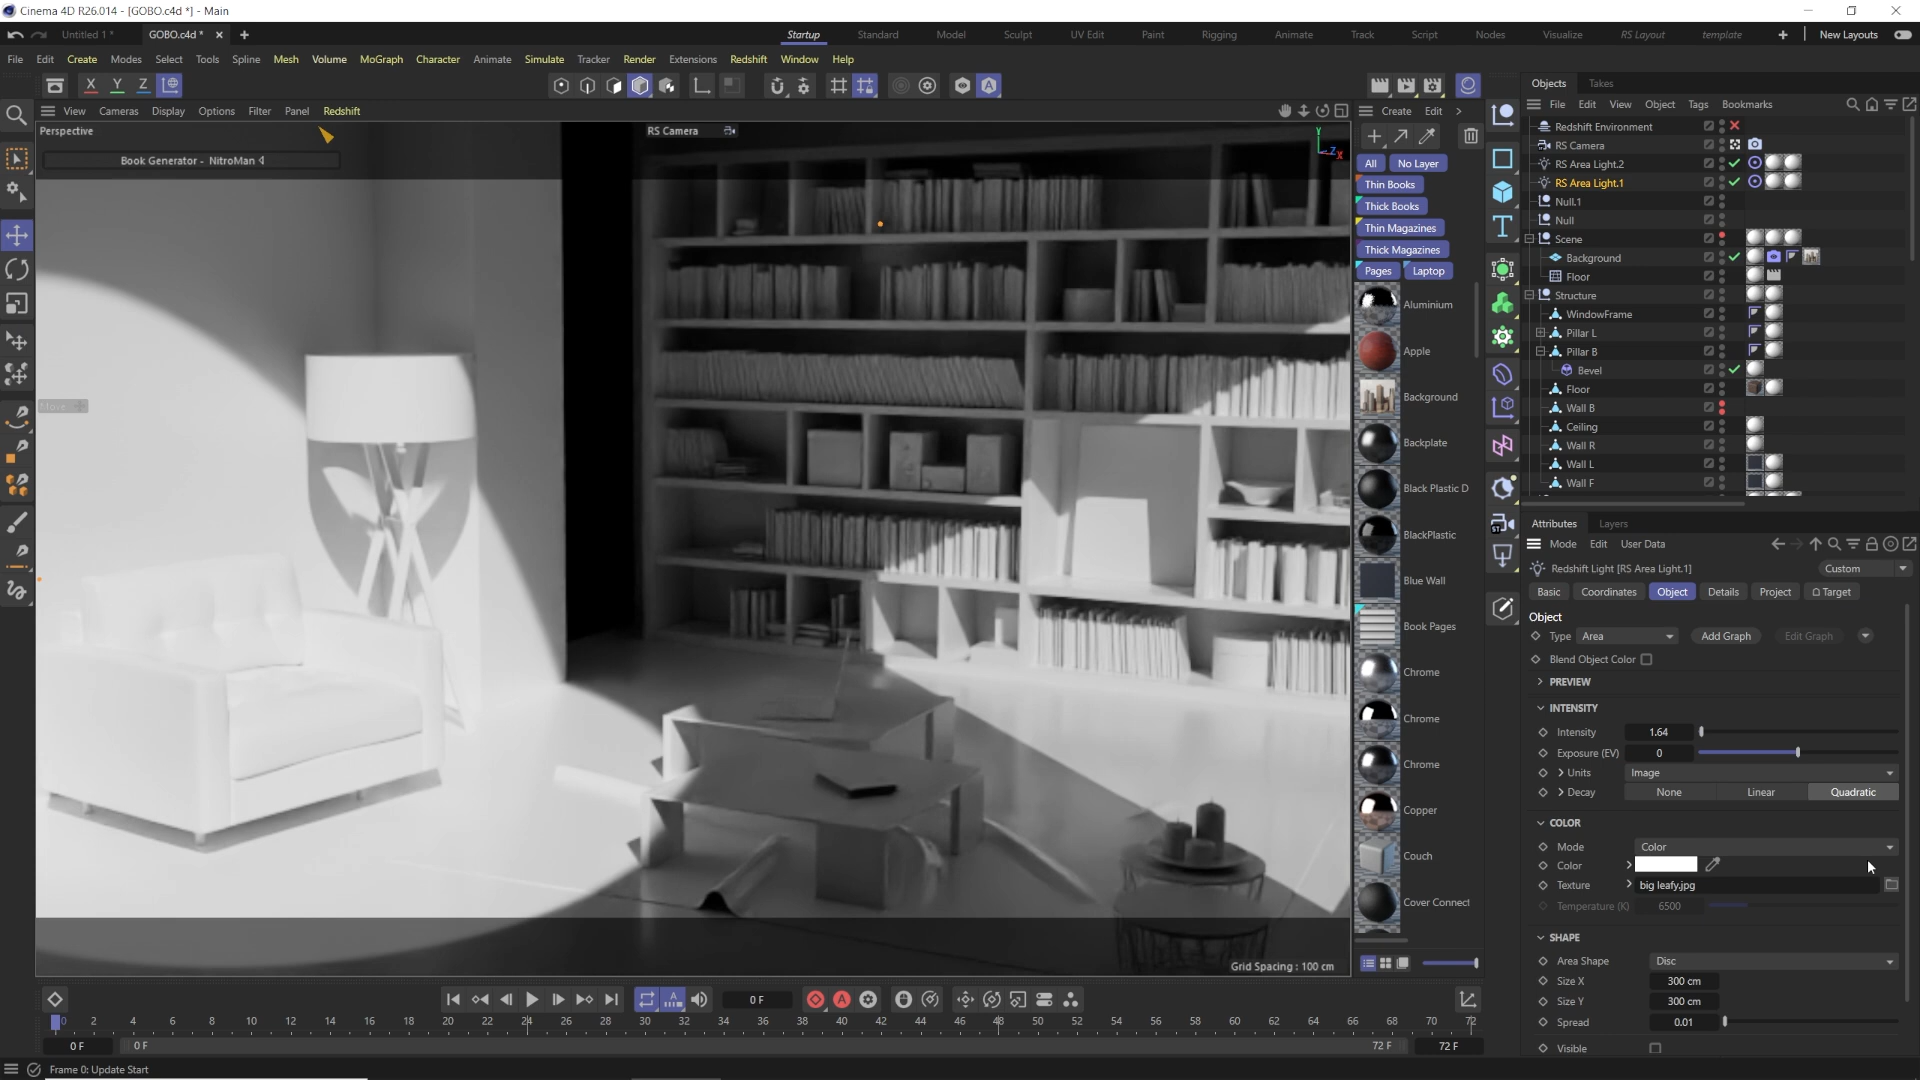 Cinema 4D R26.014 - [GOBO.c4d *] - Main
Untitled 1 *
GOBO.c4d *
Startup
Standard
Model
Sculpt
UV Edit
Paint
Rigging
Animate
Track
Script
Nodes
Visualize
RS Layout
template
New Layouts
File Edit Create Modes Select Tools Spline Mesh Volume MoGraph Character Animate Simulate Tracker Render Extensions Redshift Window Help
X Y Z
View Cameras Display Options Filter Panel Redshift
Perspective
RS Camera
Book Generator - NitroMan
Y
Z
X
Move
Grid Spacing : 100 cm
Create Edit
All
No Layer
Thin Books
Thick Books
Thin Magazines
Thick Magazines
Pages
Laptop
Aluminium
Apple
Background
Backplate
Black Plastic D
BlackPlastic
Blue Wall
Book Pages
Chrome
Chrome
Chrome
Copper
Couch
Cover Connect
Objects
Takes
File Edit View Object Tags Bookmarks
Redshift Environment
RS Camera
RS Area Light.2
RS Area Light.1
Null.1
Null
Scene
Background
Floor
Structure
WindowFrame
Pillar L
Pillar B
Bevel
Floor
Wall B
Ceiling
Wall R
Wall L
Wall F
Attributes
Layers
Mode Edit User Data
Redshift Light [RS Area Light.1]
Custom
Basic
Coordinates
Object
Details
Project
Target
Object
Type Area
Add Graph
Edit Graph
Blend Object Color
PREVIEW
INTENSITY
Intensity 1.64
Exposure (EV) 0
Units Image
Decay None Linear Quadratic
COLOR
Mode Color
Color
Texture big leafy.jpg
Temperature (K) 6500
SHAPE
Area Shape Disc
Size X 300 cm
Size Y 300 cm
Spread 0.01
Visible
0 F
0 2 4 6 8 10 12 14 16 18 20 22 24 26 28 30 32 34 36 38 40 42 44 46 48 50 52 54 56 58 60 62 64 66 68 70 72
0 F
0 F
72 F
72 F
Frame 0: Update Start